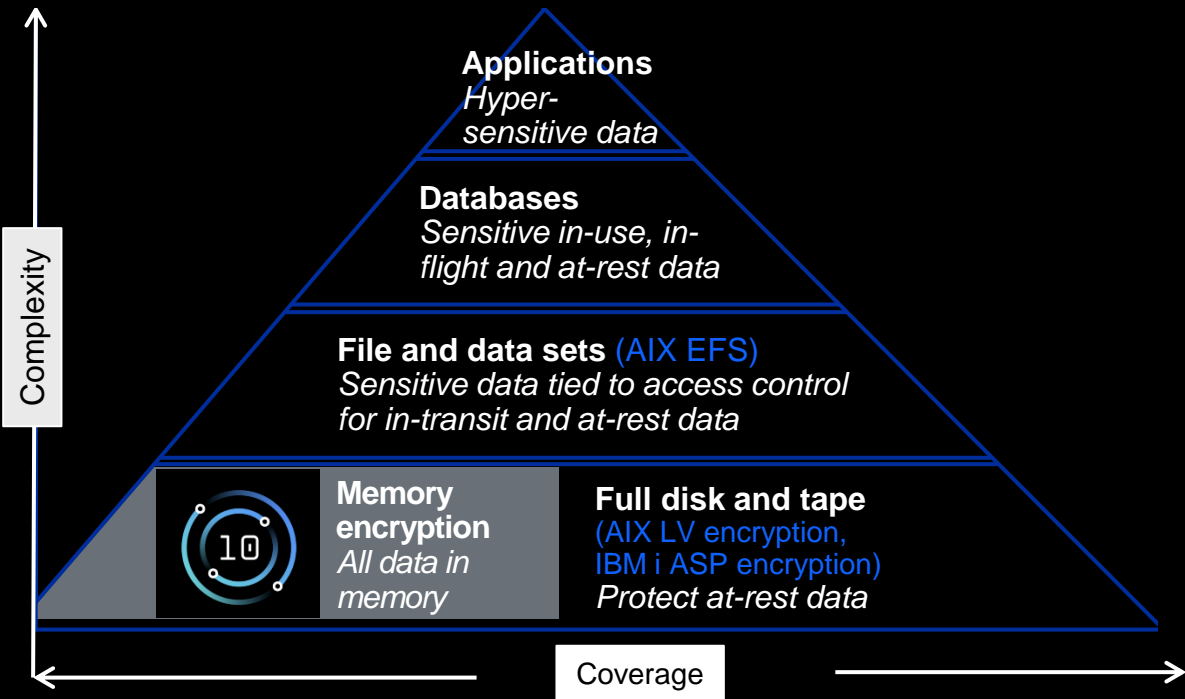 Applications
Hyper-
sensitive data
Databases
Sensitive in-use, in-
flight and at-rest data
Complexity
File and data sets (AIX EFS)
Sensitive data tied to access control
for in-transit and at-rest data
10
Memory
encryption
All data in
memory
Full disk and tape
(AIX LV encryption,
IBM i ASP encryption)
Protect at-rest data
Coverage